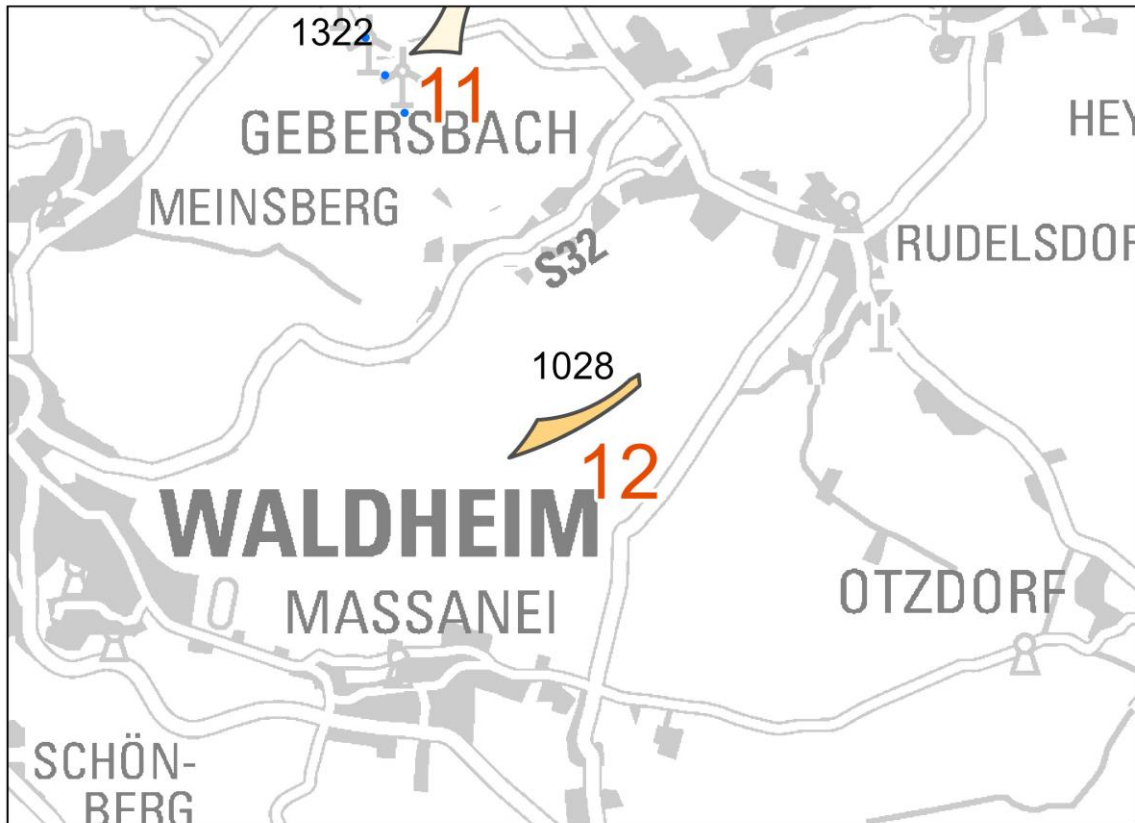 1322
11
GEBERSBACH
HEY
MEINSBERG
RUDELSDOR
S32
1028
12
WALDHEIM
OTZDORF
MASSANEI
SCHÖN-
BERG